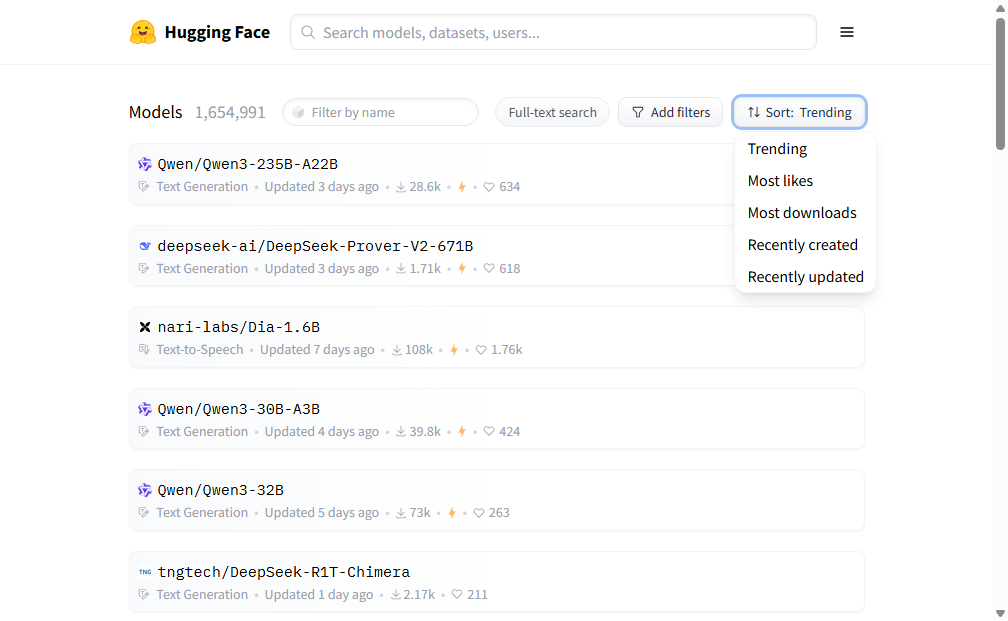 Hugging Face
Search models, datasets, users...
Models 1,654,991 Filter by name Full-text search Add filters Sort: Trending
Trending
Most likes
Most downloads
Recently created
Recently updated
Qwen/Qwen3-235B-A22B
Text Generation • Updated 3 days ago • 28.6k • • 634
deepseek-ai/DeepSeek-Prover-V2-671B
Text Generation • Updated 3 days ago • 1.71k • • 618
nari-labs/Dia-1.6B
Text-to-Speech • Updated 7 days ago • 108k • • 1.76k
Qwen/Qwen3-30B-A3B
Text Generation • Updated 4 days ago • 39.8k • • 424
Qwen/Qwen3-32B
Text Generation • Updated 5 days ago • 73k • • 263
TNG tngtech/DeepSeek-R1T-Chimera
Text Generation • Updated 1 day ago • 2.17k • 211